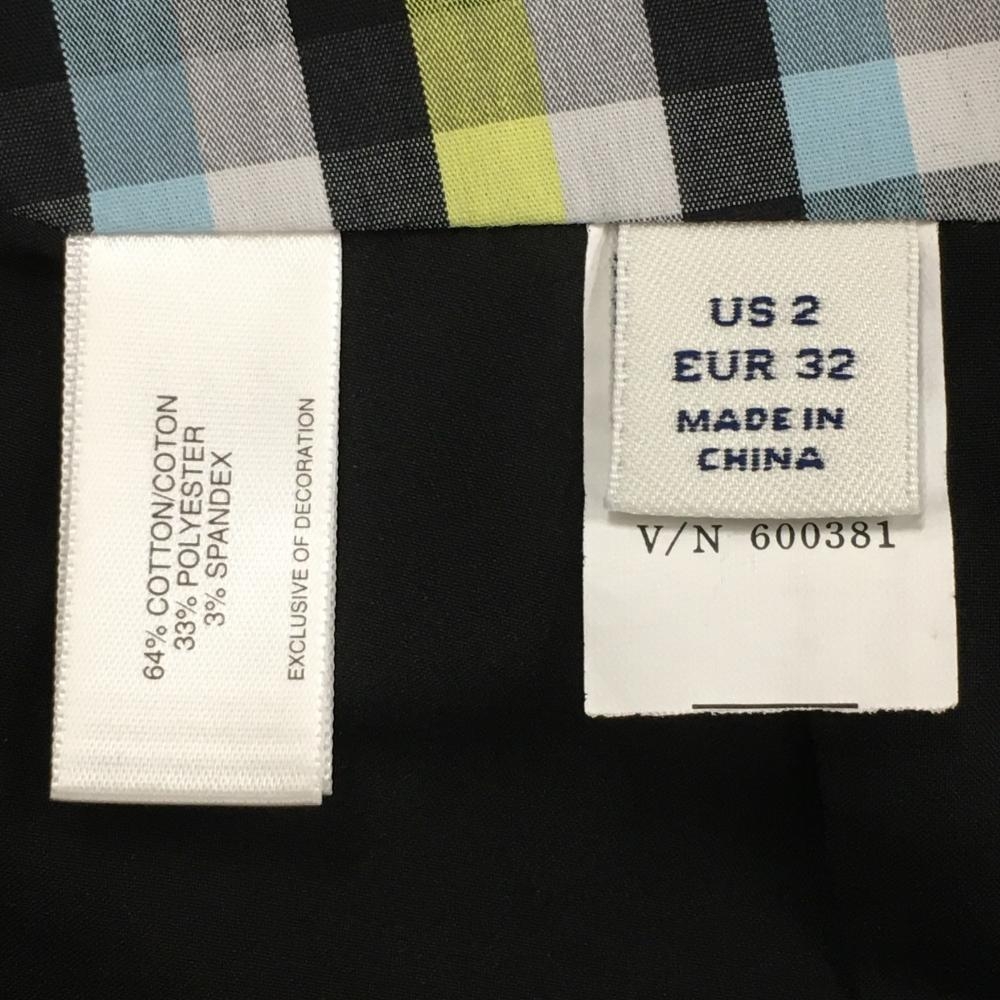 64% COTTON/COTON
33% POLYESTER
3% SPANDEX
EXCLUSIVE OF DECORATION
US 2
EUR 32
MADE IN
CHINA
V/N 600381